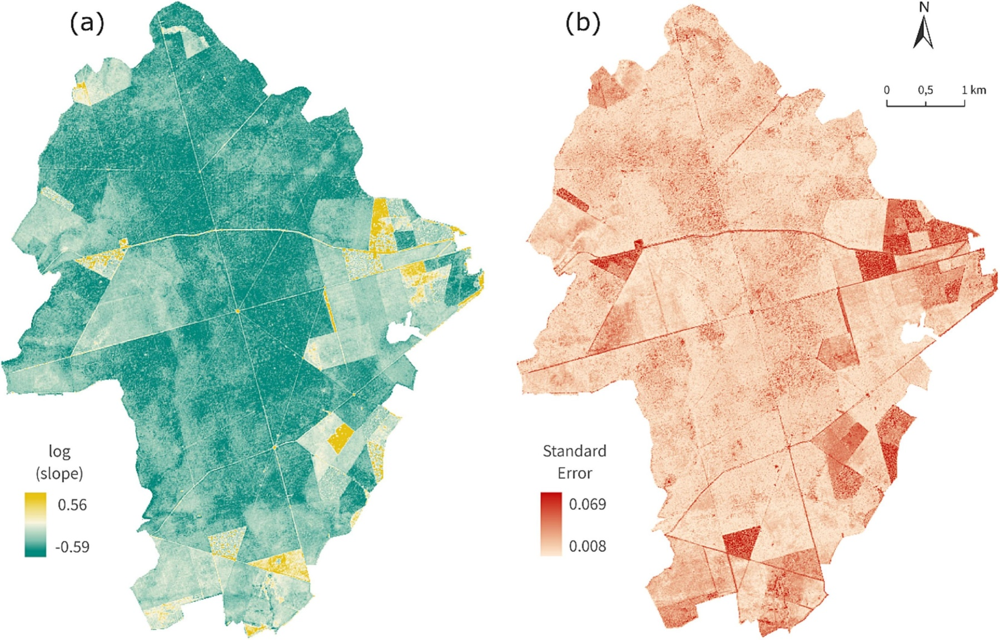 (a)
(b)
N
0 0,5 1 km
log
(slope)
0.56
-0.59
Standard
Error
0.069
0.008